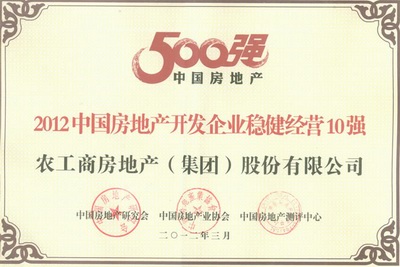 500强
中国房地产
2012中国房地产开发企业稳健经营10强
农工商房地产（集团）股份有限公司
中国房地产研究会 中国房地产业协会 中国房地产测评中心
二〇一二年三月